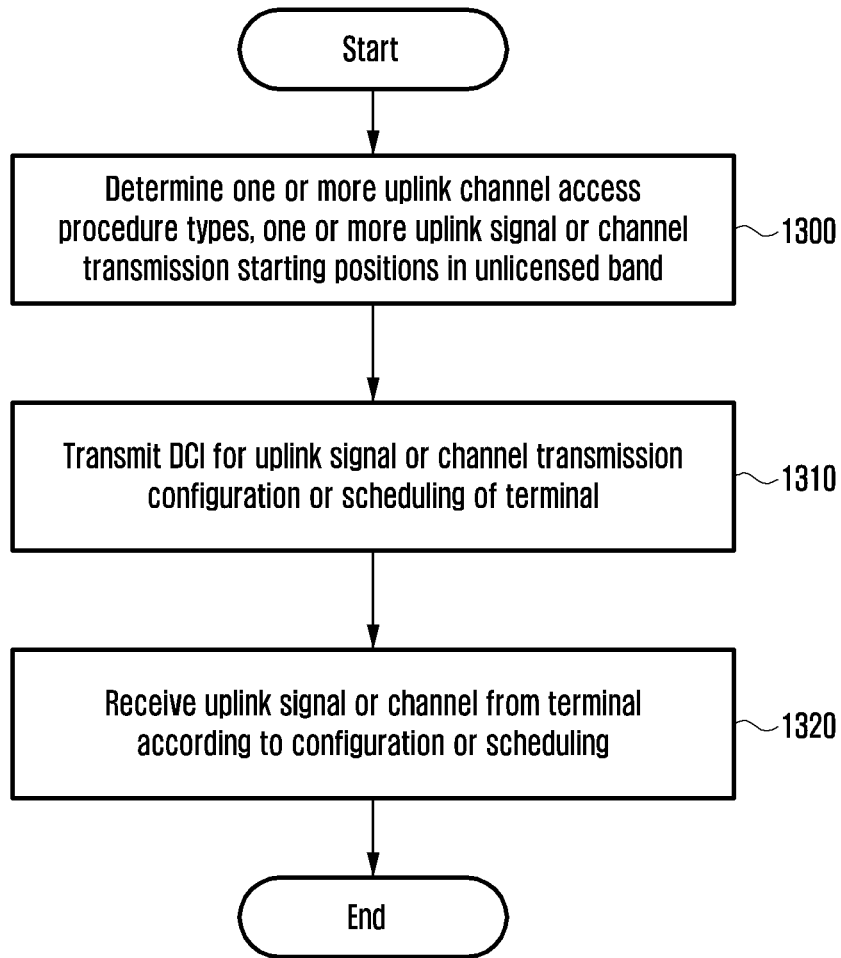 Start
Determine one or more uplink channel access
procedure types, one or more uplink signal or channel
transmission starting positions in unlicensed band
1300
Transmit DCI for uplink signal or channel transmission
configuration or scheduling of terminal
1310
Receive uplink signal or channel from terminal
according to configuration or scheduling
1320
End